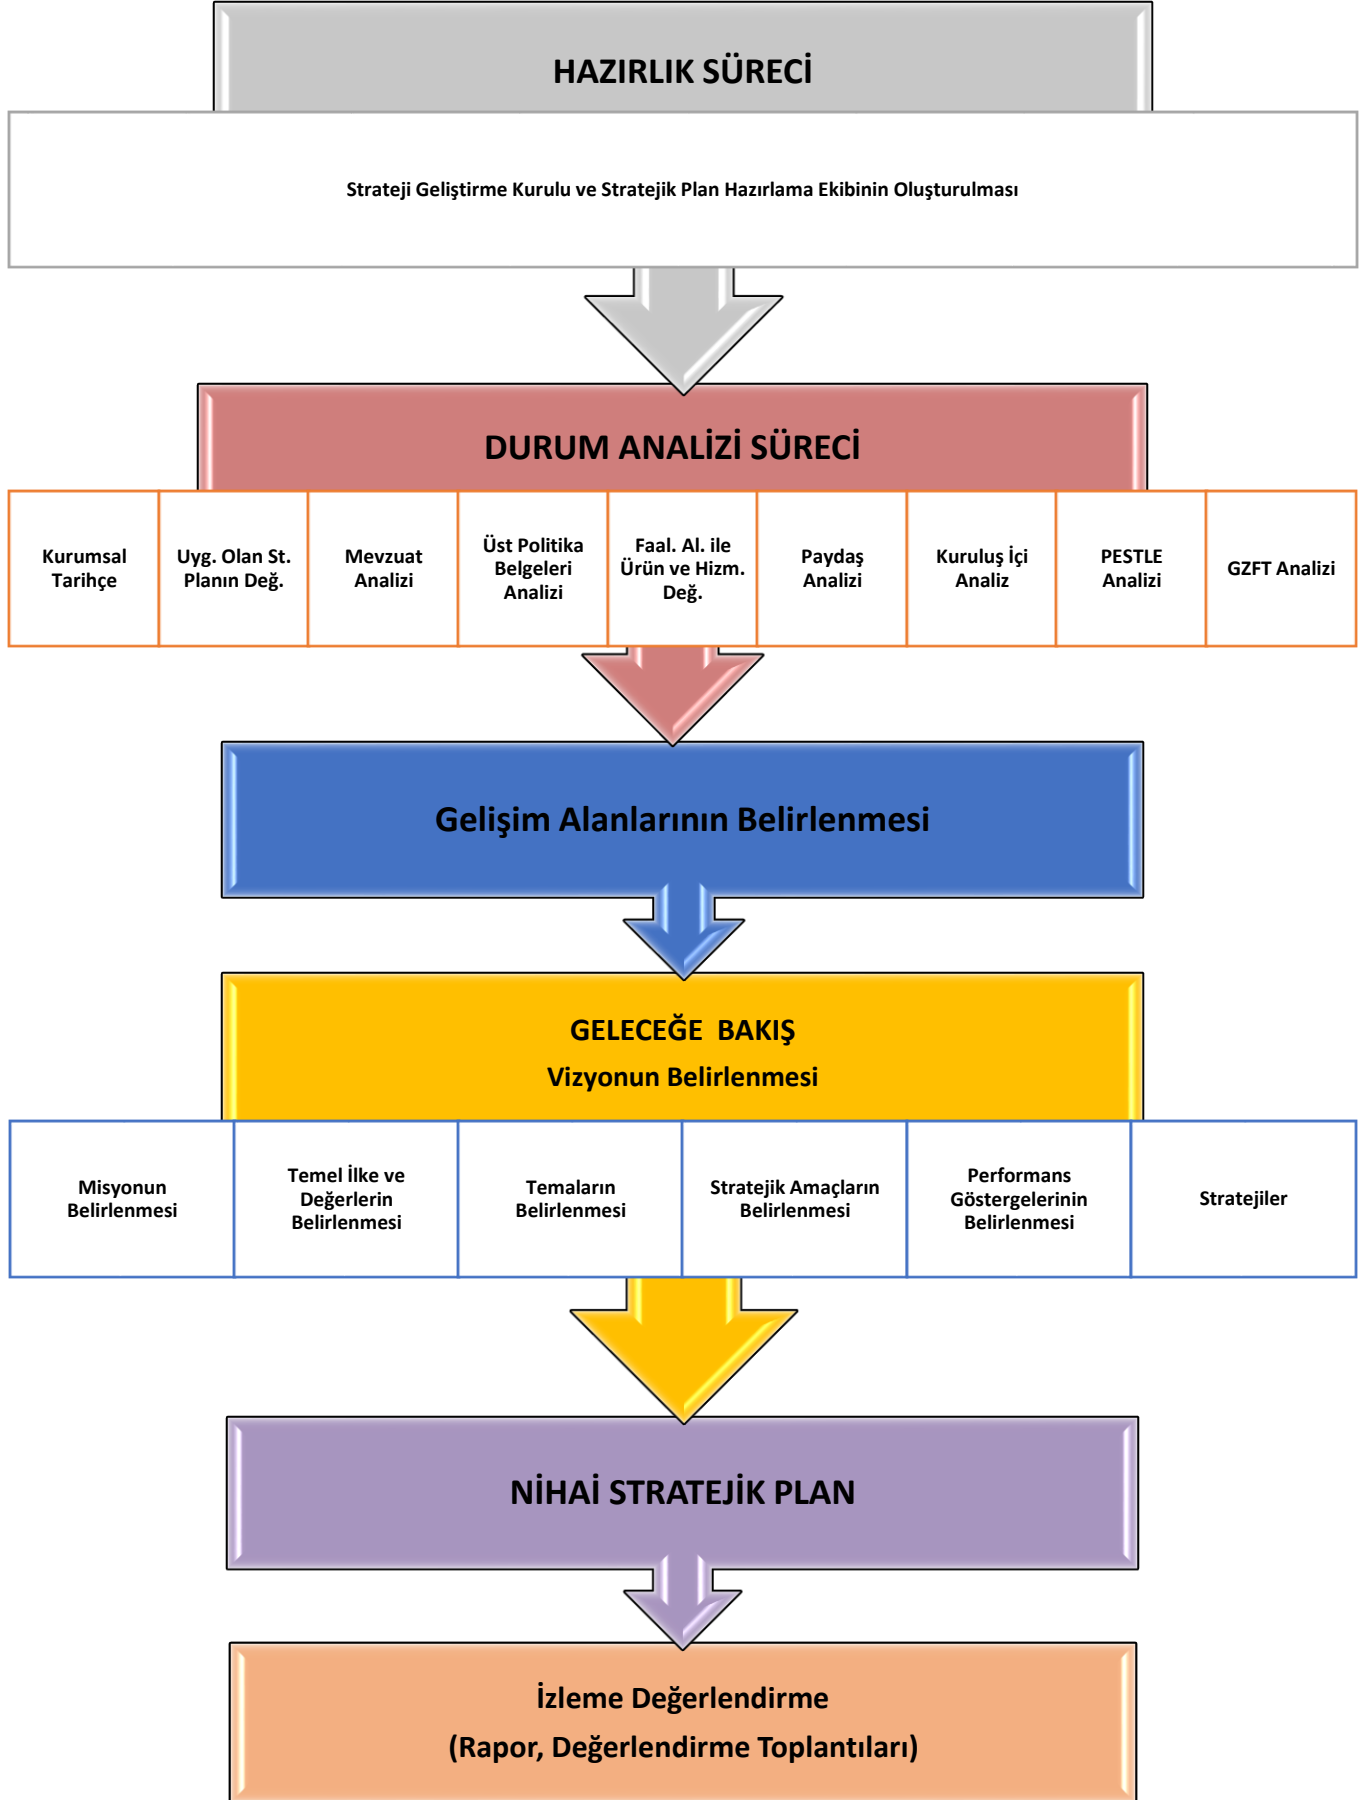 HAZIRLIK SÜRECİ
Strateji Geliştirme Kurulu ve Stratejik Plan Hazırlama Ekibinin Oluşturulması
DURUM ANALİZİ SÜRECİ
Kurumsal
Tarihçe
Uyg. Olan St.
Planın Değ.
Mevzuat
Analizi
Üst Politika
Belgeleri
Analizi
Faal. Al. ile
Ürün ve Hizm.
Değ.
Paydaş
Analizi
Kuruluş İçi
Analiz
PESTLE
Analizi
GZFT Analizi
Gelişim Alanlarının Belirlenmesi
GELECEĞE BAKIŞ
Vizyonun Belirlenmesi
Misyonun
Belirlenmesi
Temel İlke ve
Değerlerin
Belirlenmesi
Temaların
Belirlenmesi
Stratejik Amaçların
Belirlenmesi
Performans
Göstergelerinin
Belirlenmesi
Stratejiler
NİHAİ STRATEJİK PLAN
İzleme Değerlendirme
(Rapor, Değerlendirme Toplantıları)